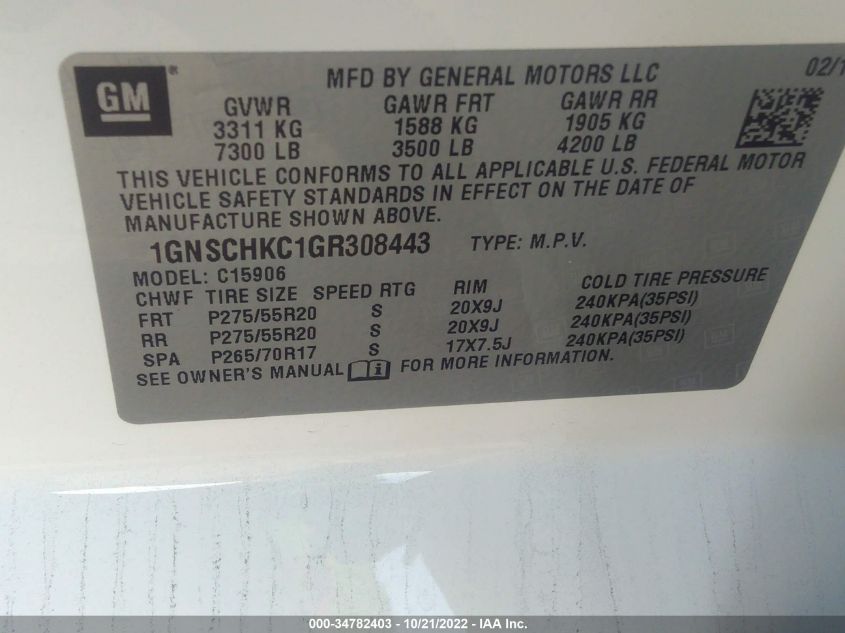 GM ®
MFD BY GENERAL MOTORS LLC 02/1
GVWR GAWR FRT GAWR RR
3311 KG 1588 KG 1905 KG
7300 LB 3500 LB 4200 LB
THIS VEHICLE CONFORMS TO ALL APPLICABLE U.S. FEDERAL MOTOR
VEHICLE SAFETY STANDARDS IN EFFECT ON THE DATE OF
MANUFACTURE SHOWN ABOVE.
1GNSCHKC1GR308443 TYPE: M.P.V.
MODEL: C15906
CHWF TIRE SIZE SPEED RTG RIM COLD TIRE PRESSURE
FRT P275/55R20 S 20X9J 240KPA(35PSI)
RR P275/55R20 S 20X9J 240KPA(35PSI)
SPA P265/70R17 S 17X7.5J 240KPA(35PSI)
SEE OWNER'S MANUAL i FOR MORE INFORMATION.
000-34782403 - 10/21/2022 - IAA Inc.